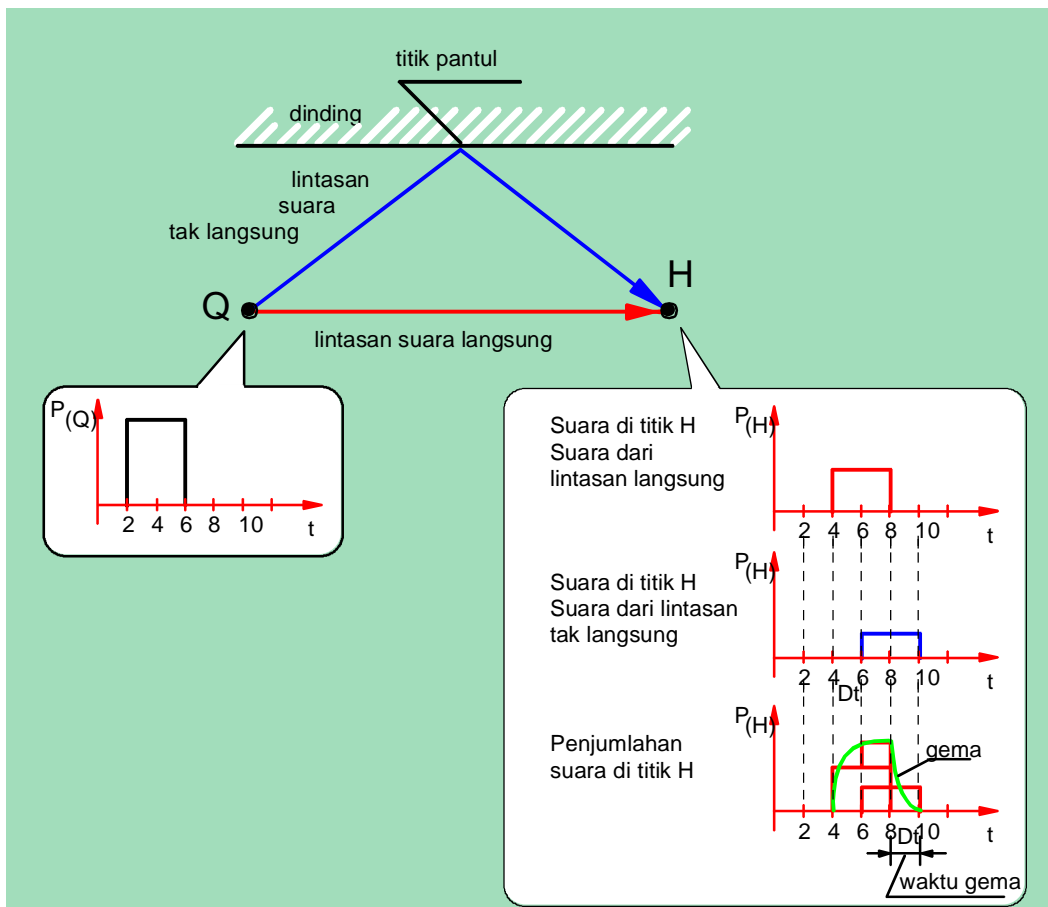 titik pantul
dinding
lintasan
suara
tak langsung
Q
H
lintasan suara langsung
P(Q)
2 4 6 8 10 t
Suara di titik H
Suara dari
lintasan langsung
P(H)
2 4 6 8 10 t
Suara di titik H
Suara dari lintasan
tak langsung
P(H)
2 4 6 8 10 t
Dt
Penjumlahan
suara di titik H
P(H)
gema
2 4 6 8 10 t
Dt
waktu gema